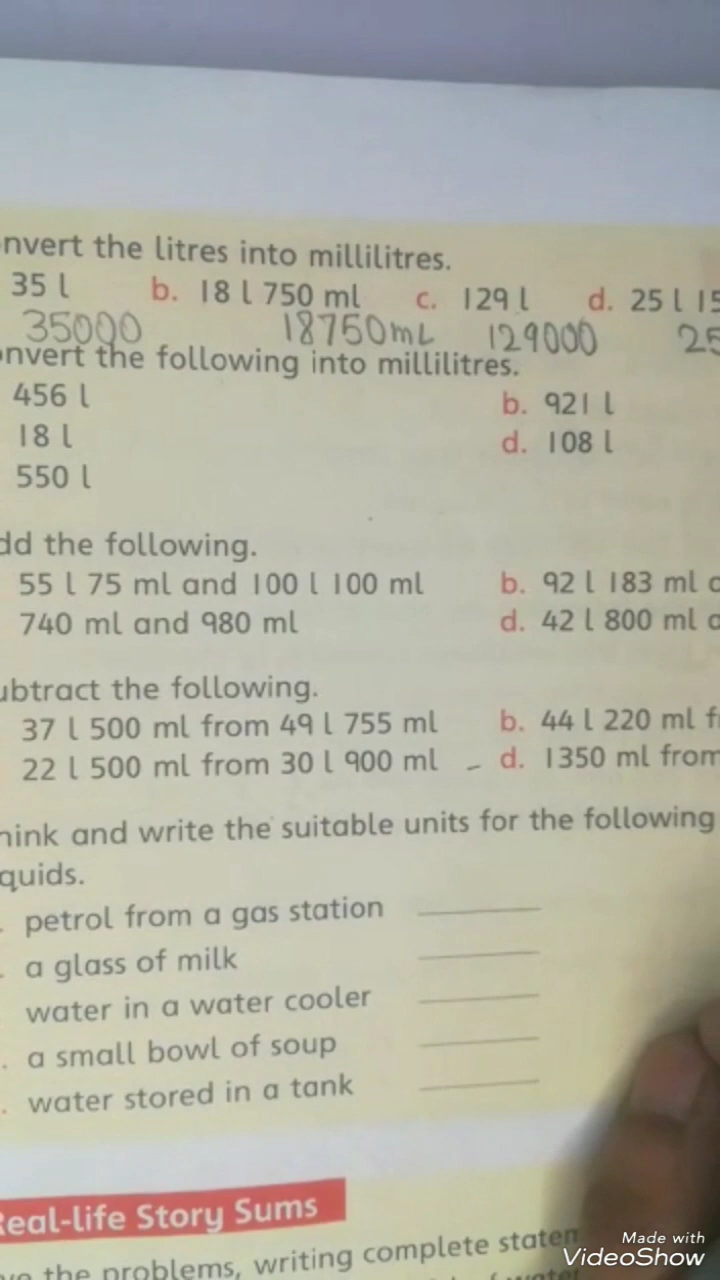 nvert the litres into millilitres.
35 l b. 18 l 750 ml c. 129 l d. 25 l 15
35000 18750mL 129000 25
nvert the following into millilitres.
456 l b. 921 l
18 l d. 108 l
550 l
dd the following.
55 l 75 ml and 100 l 100 ml b. 92 l 183 ml
740 ml and 980 ml d. 42 l 800 ml
ubtract the following.
37 l 500 ml from 49 l 755 ml b. 44 l 220 ml f
22 l 500 ml from 30 l 900 ml - d. 1350 ml from
hink and write the suitable units for the following
quids.
petrol from a gas station
a glass of milk
water in a water cooler
a small bowl of soup
water stored in a tank
Real-life Story Sums
the problems, writing complete statem
Made with
VideoShow